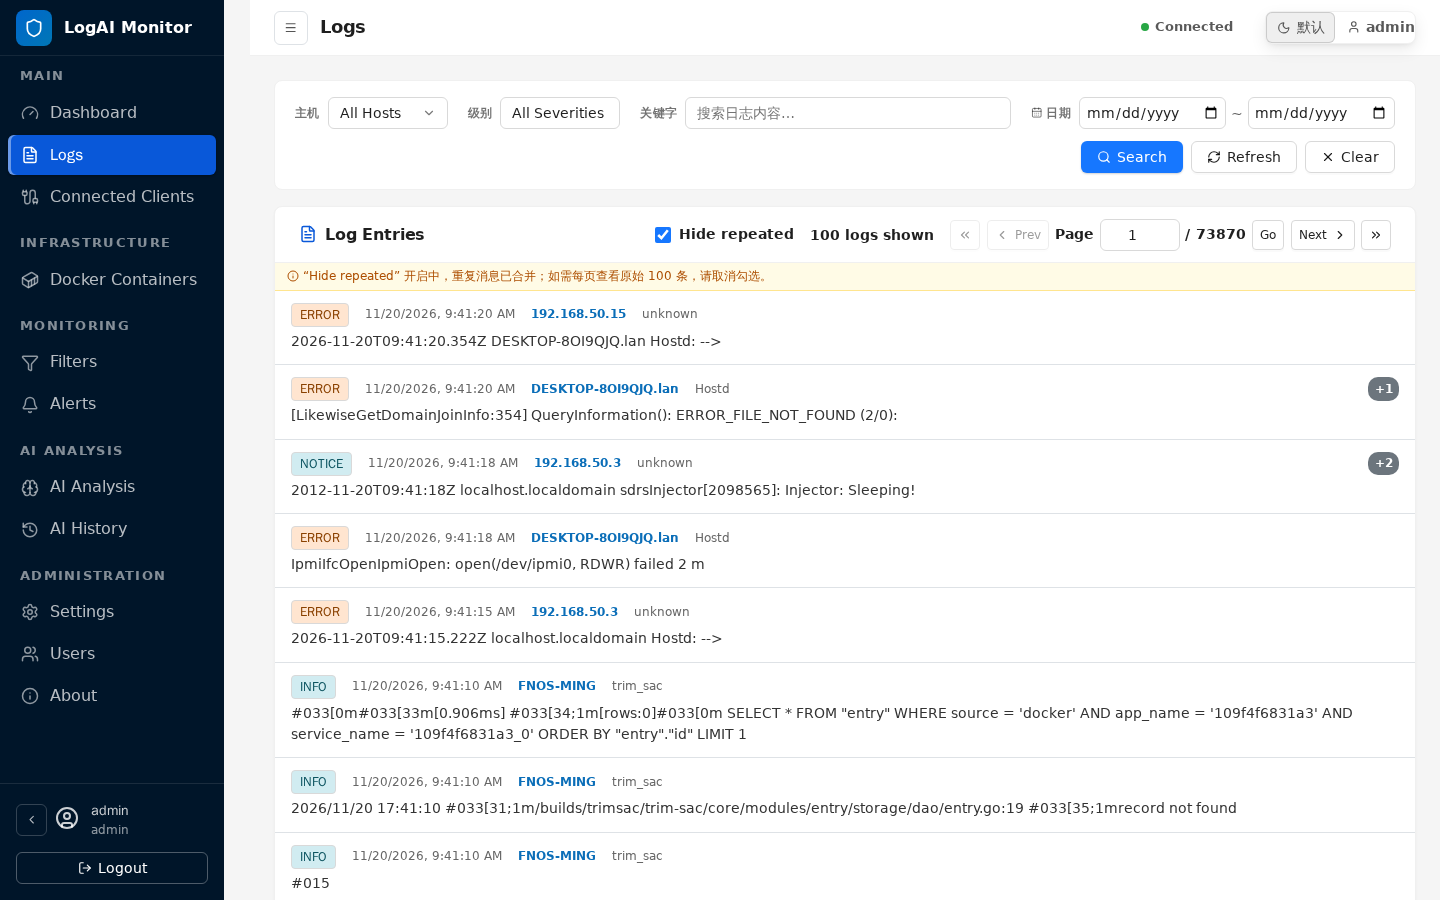 LogAI Monitor
MAIN
Dashboard
Logs
Connected Clients
INFRASTRUCTURE
Docker Containers
MONITORING
Filters
Alerts
AI ANALYSIS
AI Analysis
AI History
ADMINISTRATION
Settings
Users
About
admin
admin
Logout
Logs
Connected
默认
admin
主机
All Hosts
级别
All Severities
关键字
搜索日志内容...
日期
mm/dd/yyyy
~
mm/dd/yyyy
Search
Refresh
Clear
Log Entries
Hide repeated
100 logs shown
«
Prev
Page
1
/ 73870
Go
Next
»
“Hide repeated” 开启中，重复消息已合并；如需每页查看原始 100 条，请取消勾选。
ERROR 11/20/2026, 9:41:20 AM 192.168.50.15 unknown
2026-11-20T09:41:20.354Z DESKTOP-8OI9QJQ.lan Hostd: -->
ERROR 11/20/2026, 9:41:20 AM DESKTOP-8OI9QJQ.lan Hostd +1
[LikewiseGetDomainJoinInfo:354] QueryInformation(): ERROR_FILE_NOT_FOUND (2/0):
NOTICE 11/20/2026, 9:41:18 AM 192.168.50.3 unknown +2
2012-11-20T09:41:18Z localhost.localdomain sdrsInjector[2098565]: Injector: Sleeping!
ERROR 11/20/2026, 9:41:18 AM DESKTOP-8OI9QJQ.lan Hostd
IpmiIfcOpenIpmiOpen: open(/dev/ipmi0, RDWR) failed 2 m
ERROR 11/20/2026, 9:41:15 AM 192.168.50.3 unknown
2026-11-20T09:41:15.222Z localhost.localdomain Hostd: -->
INFO 11/20/2026, 9:41:10 AM FNOS-MING trim_sac
#033[0m#033[33m[0.906ms] #033[34;1m[rows:0]#033[0m SELECT * FROM "entry" WHERE source = 'docker' AND app_name = '109f4f6831a3' AND
service_name = '109f4f6831a3_0' ORDER BY "entry"."id" LIMIT 1
INFO 11/20/2026, 9:41:10 AM FNOS-MING trim_sac
2026/11/20 17:41:10 #033[31;1m/builds/trimsac/trim-sac/core/modules/entry/storage/dao/entry.go:19 #033[35;1mrecord not found
INFO 11/20/2026, 9:41:10 AM FNOS-MING trim_sac
#015